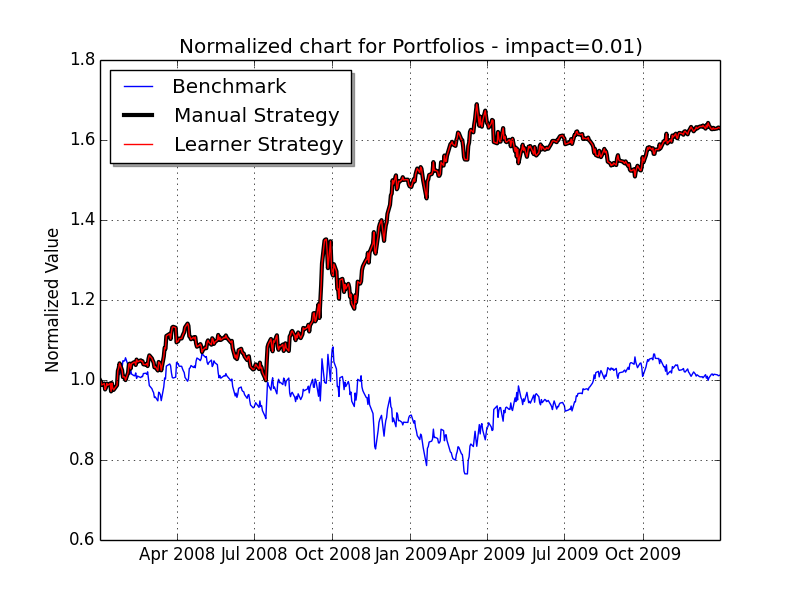 Normalized chart for Portfolios - impact=0.01)
Benchmark
Manual Strategy
Learner Strategy
Normalized Value
1.8
1.6
1.4
1.2
1.0
0.8
0.6
Apr 2008 Jul 2008 Oct 2008 Jan 2009 Apr 2009 Jul 2009 Oct 2009